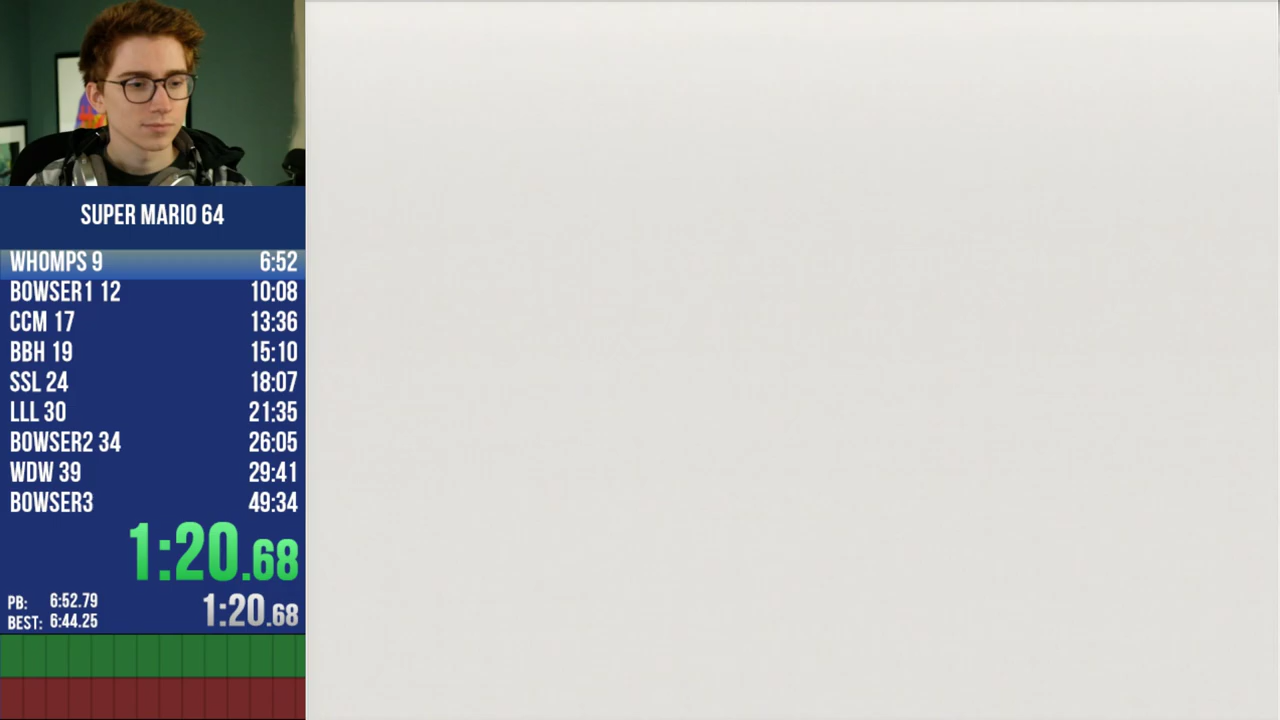 SUPER MARIO 64
WHOMPS 9 6:52
BOWSER1 12 10:08
CCM 17 13:36
BBH 19 15:10
SSL 24 18:07
LLL 30 21:35
BOWSER2 34 26:05
WDW 39 29:41
BOWSER3 49:34
1:20.68
PB: 6:52.79
BEST: 6:44.25
1:20.68